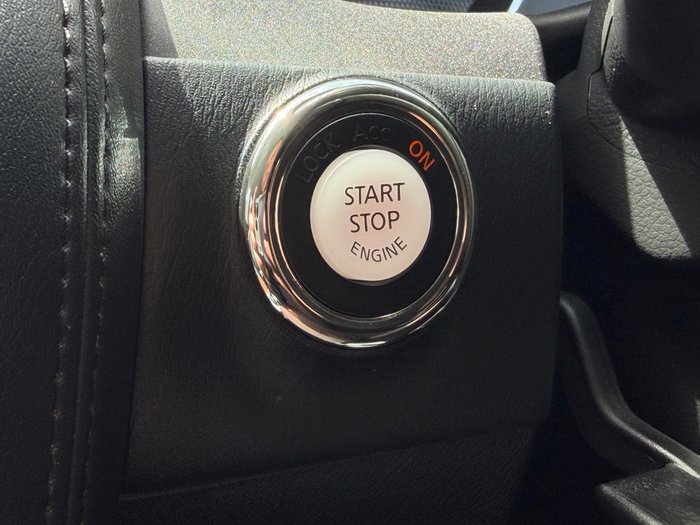 LOCK ACC ON
START
STOP
ENGINE